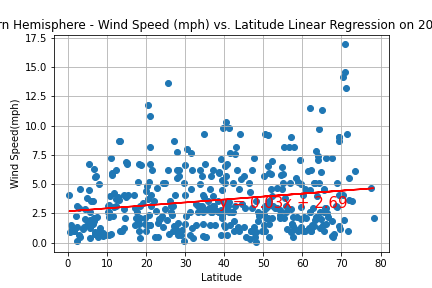 rn Hemisphere - Wind Speed (mph) vs. Latitude Linear Regression on 20
17.5
15.0
12.5
10.0
7.5
5.0
2.5
0.0
Wind Speed(mph)
0 10 20 30 40 50 60 70 80
Latitude